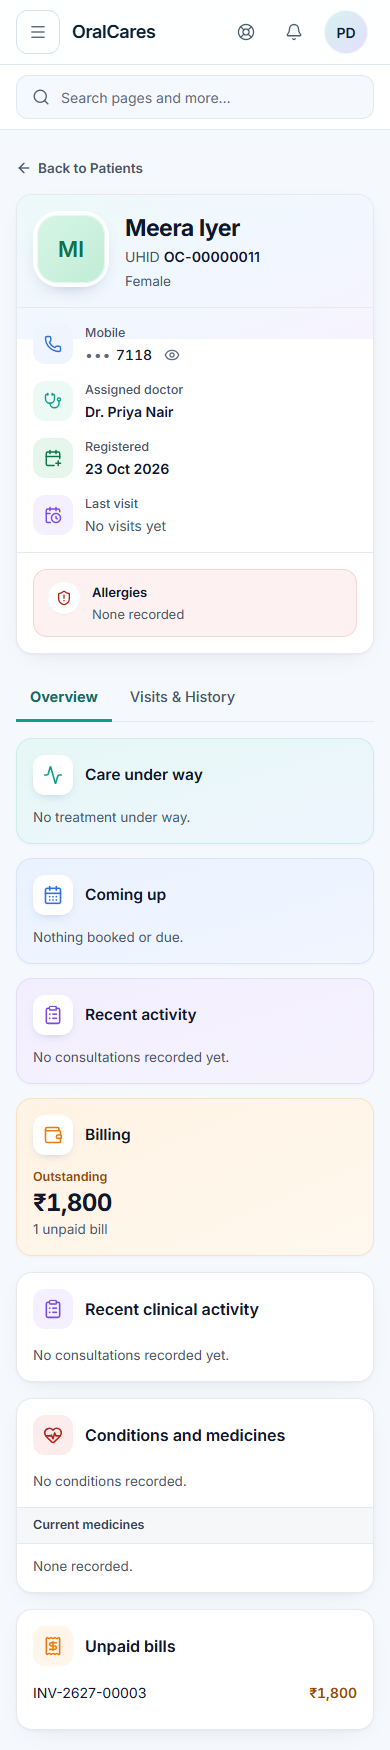 OralCares
PD
Search pages and more...
Back to Patients
MI
Meera Iyer
UHID OC-00000011
Female
Mobile
••• 7118
Assigned doctor
Dr. Priya Nair
Registered
23 Oct 2026
Last visit
No visits yet
Allergies
None recorded
Overview
Visits & History
Care under way
No treatment under way.
Coming up
Nothing booked or due.
Recent activity
No consultations recorded yet.
Billing
Outstanding
₹1,800
1 unpaid bill
Recent clinical activity
No consultations recorded yet.
Conditions and medicines
No conditions recorded.
Current medicines
None recorded.
Unpaid bills
INV-2627-00003 ₹1,800